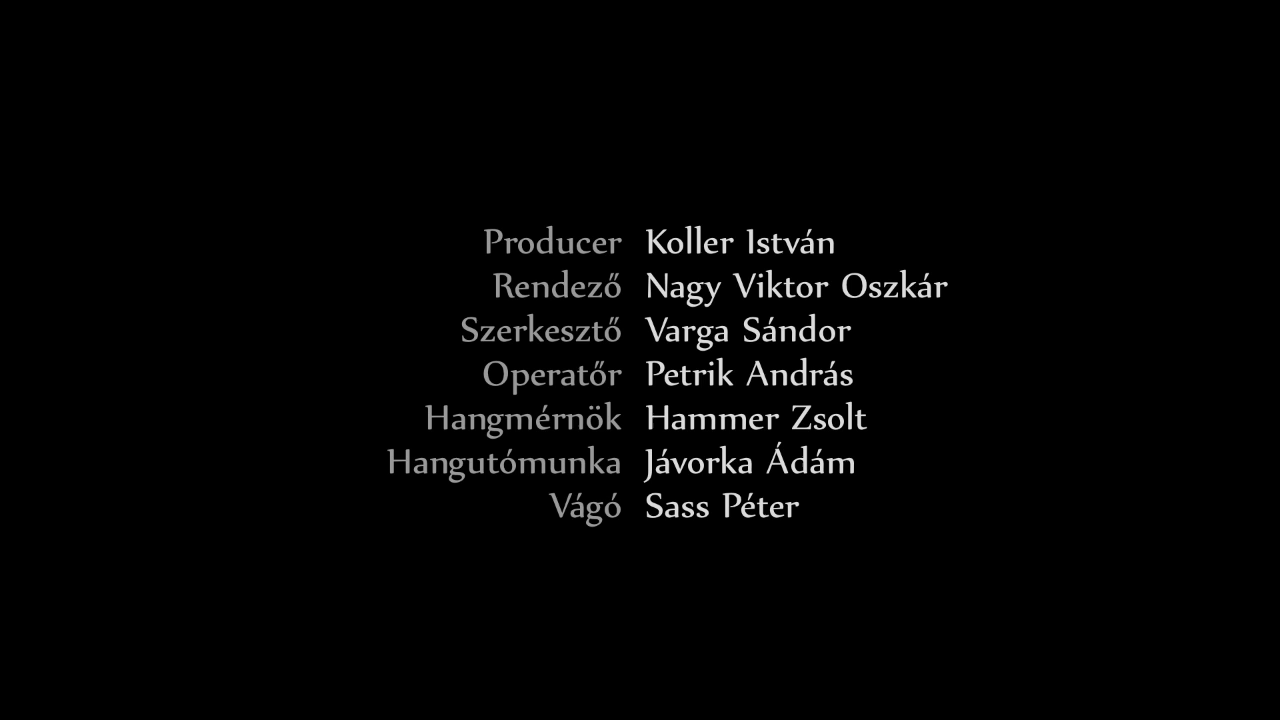 Producer Koller István
Rendező Nagy Viktor Oszkár
Szerkesztő Varga Sándor
Operatőr Petrik András
Hangmérnök Hammer Zsolt
Hangutómunka Jávorka Ádám
Vágó Sass Péter